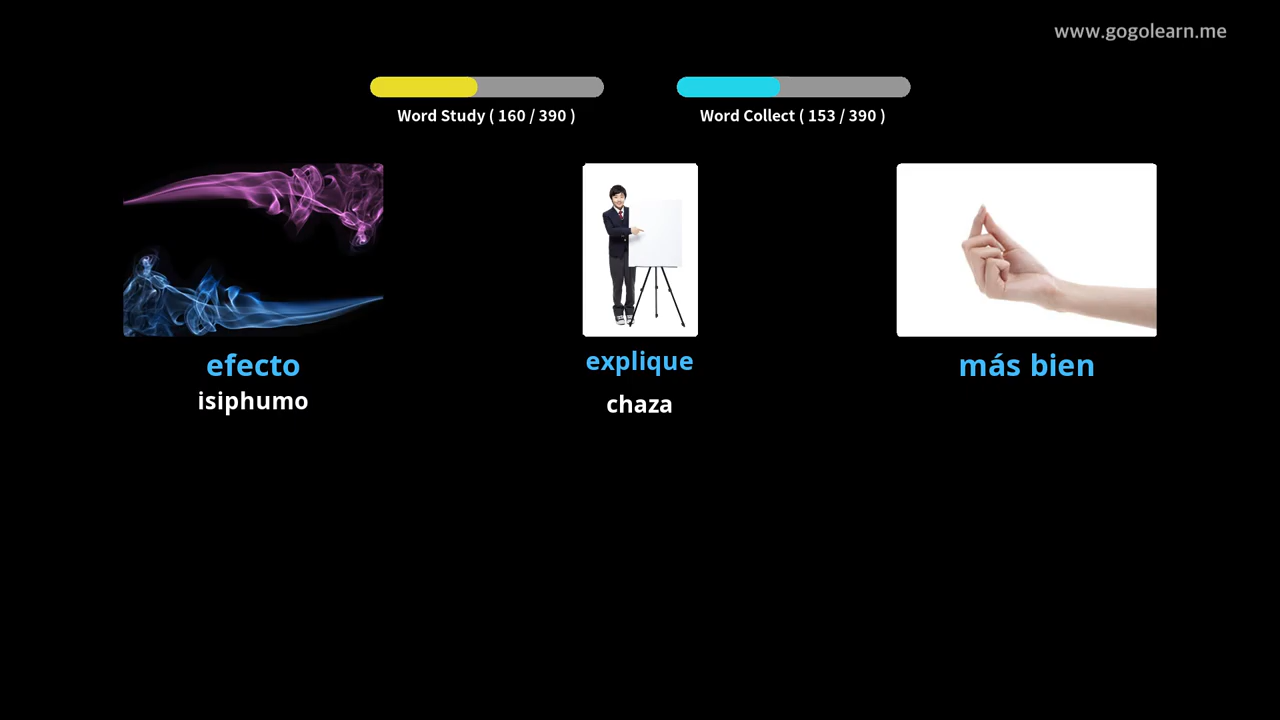 www.gogolearn.me
Word Study ( 160 / 390 )
Word Collect ( 153 / 390 )
efecto
isiphumo
explique
chaza
más bien